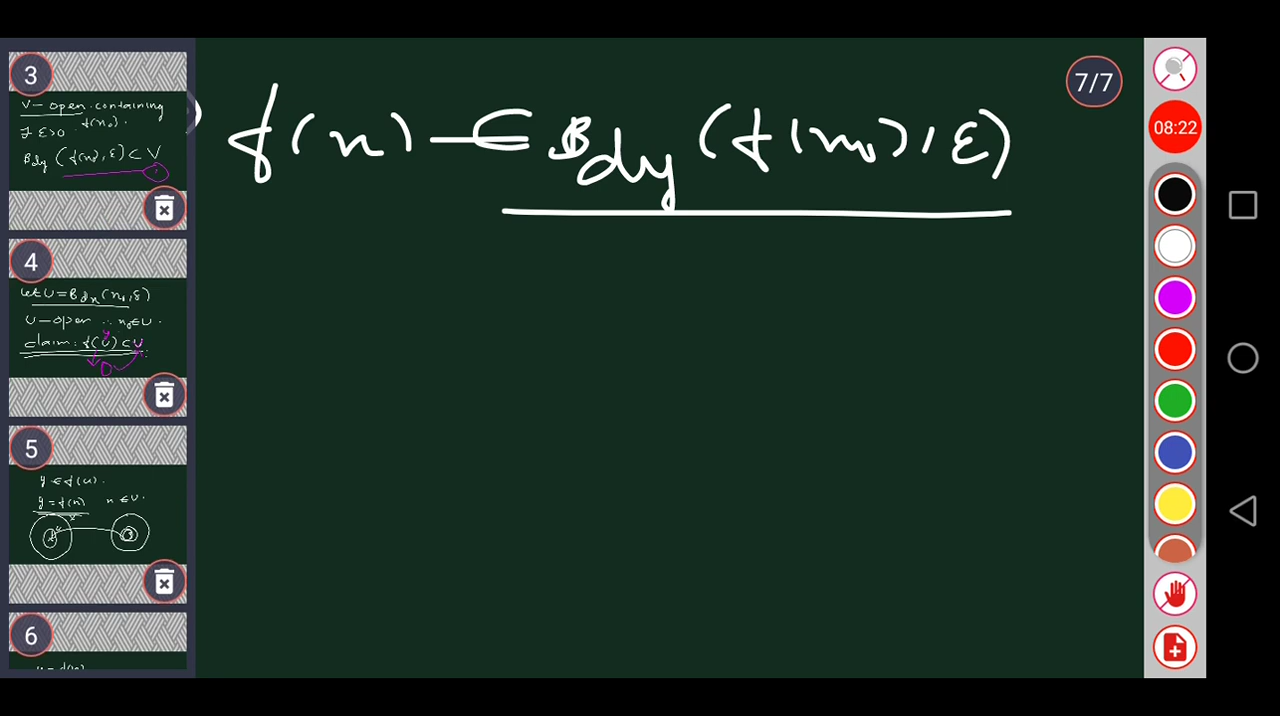 f(x) ∈ B_dy (f(x₀), ε)
7/7
08:22
3
V - open containing
f(x₀).
∃ ε>0
B_dy (f(x₀), ε) ⊂ V
4
let U = B_dx (x₀, δ)
U - open ∴ x₀ ∈ U.
claim: f(U) ⊂ V
y
5
y ∈ f(U).
y = f(x) x ∈ U.
6